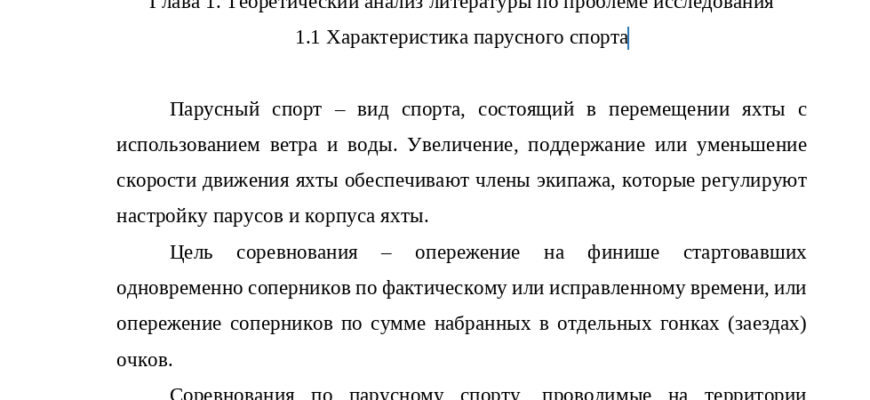 Глава 1. Теоретический анализ литературы по проблеме исследования
1.1 Характеристика парусного спорта
Парусный спорт – вид спорта, состоящий в перемещении яхты с
использованием ветра и воды. Увеличение, поддержание или уменьшение
скорости движения яхты обеспечивают члены экипажа, которые регулируют
настройку парусов и корпуса яхты.
Цель соревнования – опережение на финише стартовавших
одновременно соперников по фактическому или исправленному времени, или
опережение соперников по сумме набранных в отдельных гонках (заездах)
очков.
Соревнования по парусному спорту, проводимые на территории